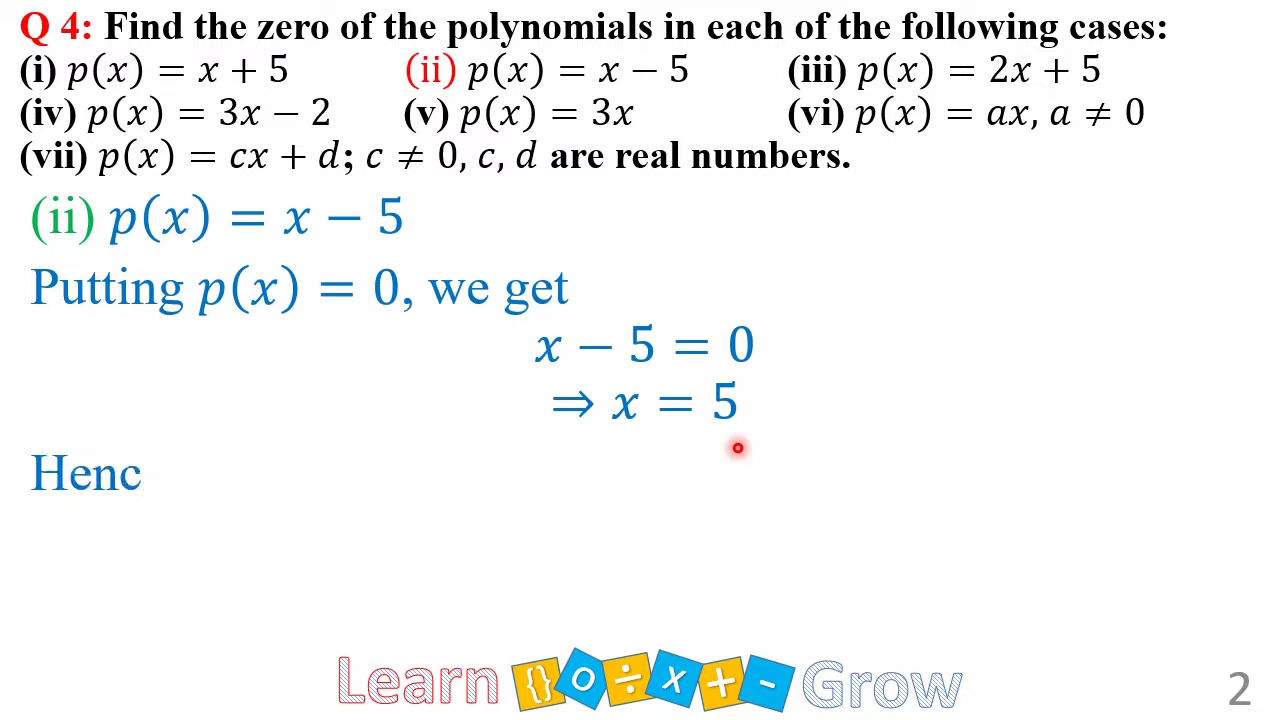 Q 4: Find the zero of the polynomials in each of the following cases:
(i) p(x) = x + 5 (ii) p(x) = x − 5 (iii) p(x) = 2x + 5
(iv) p(x) = 3x − 2 (v) p(x) = 3x (vi) p(x) = ax, a ≠ 0
(vii) p(x) = cx + d; c ≠ 0, c, d are real numbers.
(ii) p(x) = x − 5
Putting p(x) = 0, we get
x − 5 = 0
⇒ x = 5
Henc
Learn {} ○ ÷ x + - Grow
2